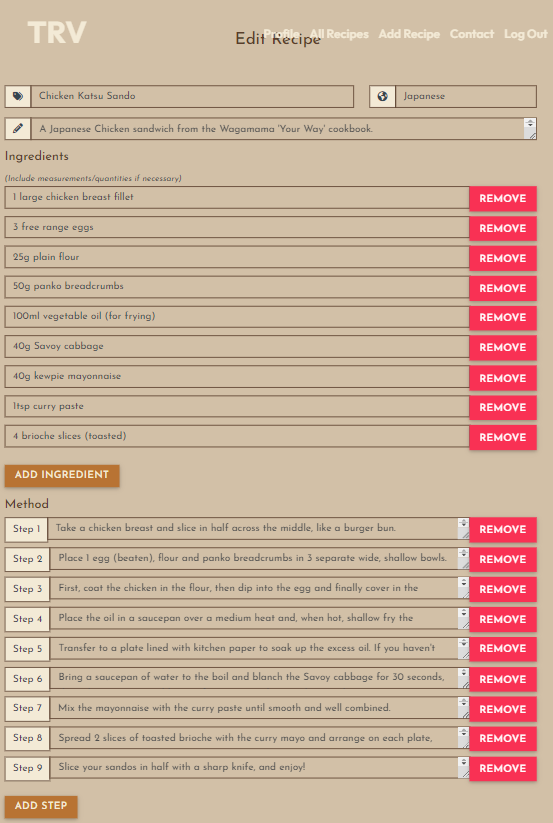 TRV
Profile All Recipes Add Recipe Contact Log Out
Edit Recipe
Chicken Katsu Sando
Japanese
A Japanese Chicken sandwich from the Wagamama 'Your Way' cookbook.
Ingredients
(Include measurements/quantities if necessary)
1 large chicken breast fillet REMOVE
3 free range eggs REMOVE
25g plain flour REMOVE
50g panko breadcrumbs REMOVE
100ml vegetable oil (for frying) REMOVE
40g Savoy cabbage REMOVE
40g kewpie mayonnaise REMOVE
1tsp curry paste REMOVE
4 brioche slices (toasted) REMOVE
ADD INGREDIENT
Method
Step 1 Take a chicken breast and slice in half across the middle, like a burger bun. REMOVE
Step 2 Place 1 egg (beaten), flour and panko breadcrumbs in 3 separate wide, shallow bowls. REMOVE
Step 3 First, coat the chicken in the flour, then dip into the egg and finally cover in the REMOVE
Step 4 Place the oil in a saucepan over a medium heat and, when hot, shallow fry the REMOVE
Step 5 Transfer to a plate lined with kitchen paper to soak up the excess oil. If you haven't REMOVE
Step 6 Bring a saucepan of water to the boil and blanch the Savoy cabbage for 30 seconds, REMOVE
Step 7 Mix the mayonnaise with the curry paste until smooth and well combined. REMOVE
Step 8 Spread 2 slices of toasted brioche with the curry mayo and arrange on each plate, REMOVE
Step 9 Slice your sandos in half with a sharp knife, and enjoy! REMOVE
ADD STEP